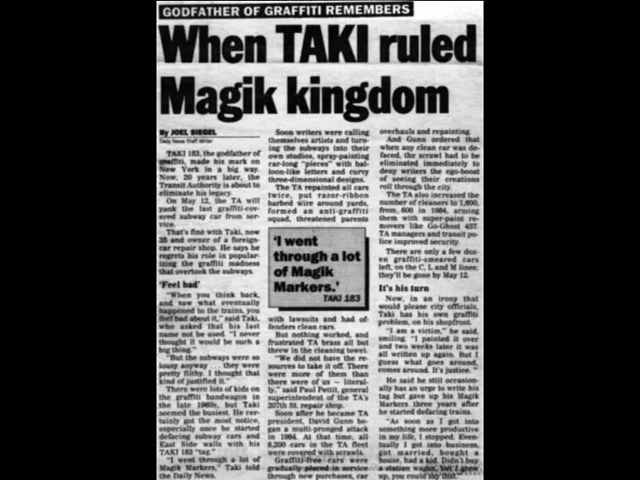 GODFATHER OF GRAFFITI REMEMBERS
When TAKI ruled
Magik kingdom
By JOEL SIEGEL
Daily News Staff Writer
TAKI 183, the godfather of
graffiti, made his mark on
New York in a big way.
Now, 20 years later, the
Transit Authority is about to
eliminate his legacy.
On May 12, the TA will
yank the last graffiti-cov-
ered subway car from ser-
vice.
That's fine with Taki, now
35 and owner of a foreign-
car repair shop. He says he
regrets his role in popular-
izing the graffiti madness
that overtook the subways.
'Feel bad'
"When you think back,
and saw what eventually
happened to the trains, you
feel bad about it," said Taki,
who asked that his last
name not be used. "I never
thought it would be such a
big thing."
"But the subways were so
lousy anyway ... they were
pretty filthy. I thought that
kind of justified it."
There were lots of kids on
the graffiti bandwagon in
the late 1960s, but Taki
seemed the busiest. He cer-
tainly got the most notice,
especially once he started
defacing subway cars and
East Side walls with his
TAKI 183 "tag."
"I went through a lot of
Magik Markers," Taki told
the Daily News.
Soon writers were calling
themselves artists and turn-
ing the subways into their
own studios, spray-painting
car-long "pieces" with bal-
loon-like letters and curvy
three-dimensional designs.
The TA repainted all cars
twice, put razor-ribbon
barbed wire around yards,
formed an anti-graffiti
squad, threatened parents
'I went
through a lot
of Magik
Markers.'
TAKI 183
with lawsuits and had of-
fenders clean cars.
But nothing worked, and
frustrated TA brass all but
threw in the cleaning towel.
"We did not have the re-
sources to take it off. There
were more of them than
there were of us — literal-
ly," said Paul Pettit, general
superintendent of the TA's
207th St. repair shop.
Soon after he became TA
president, David Gunn be-
gan a multi-pronged attack
in 1984. At that time, all
6,200 cars in the TA fleet
were covered with scrawls.
Graffiti-free cars were
gradually placed in service
through new purchases, car
overhauls and repainting.
And Gunn ordered that
when any clean car was de-
faced, the scrawl had to be
eliminated immediately to
deny writers the ego-boost
of seeing their creations
roll through the city.
The TA also increased the
number of cleaners to 1,600,
from 600 in 1984, arming
them with super-paint re-
movers like Go-Ghost 437.
TA managers and transit po-
lice improved security.
There are only a few doz-
en graffiti-smeared cars
left, on the C, L and M lines;
they'll be gone by May 12.
It's his turn
Now, in an irony that
would please city officials,
Taki has his own graffiti
problem, on his shopfront.
"I am a victim," he said,
smiling. "I painted it over
and two weeks later it was
all written up again. But I
guess what goes around,
comes around. It's justice."
He said he still occasion-
ally has an urge to write his
tag but gave up his Magik
Markers three years after
he started defacing trains.
"As soon as I got into
something more productive
in my life, I stopped. Even-
tually I got into business,
got married, bought a
house, had a kid. Didn't buy
a station wagon, but I grew
up, you could say that."